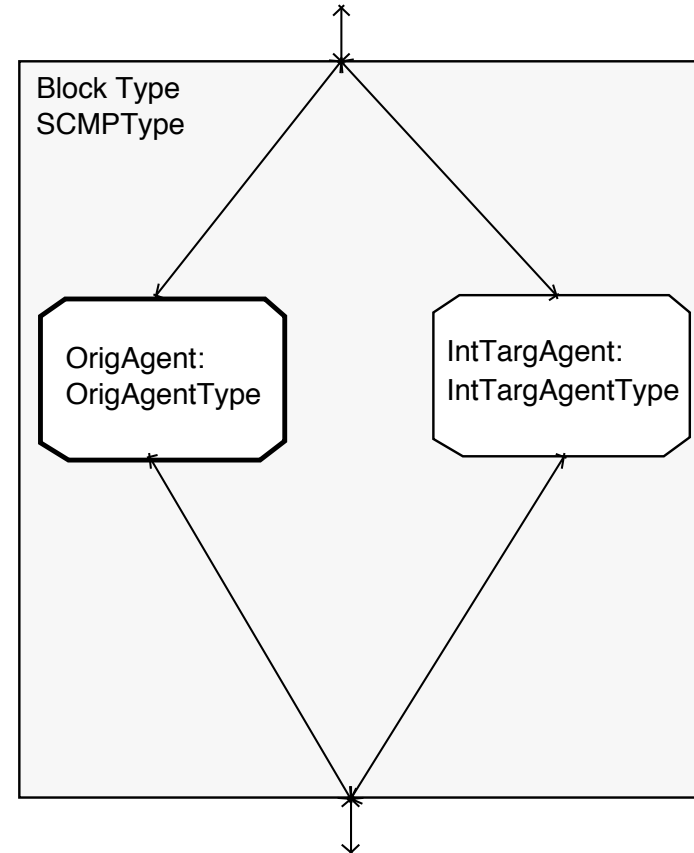 Block Type
SCMPType
OrigAgent:
OrigAgentType
IntTargAgent:
IntTargAgentType